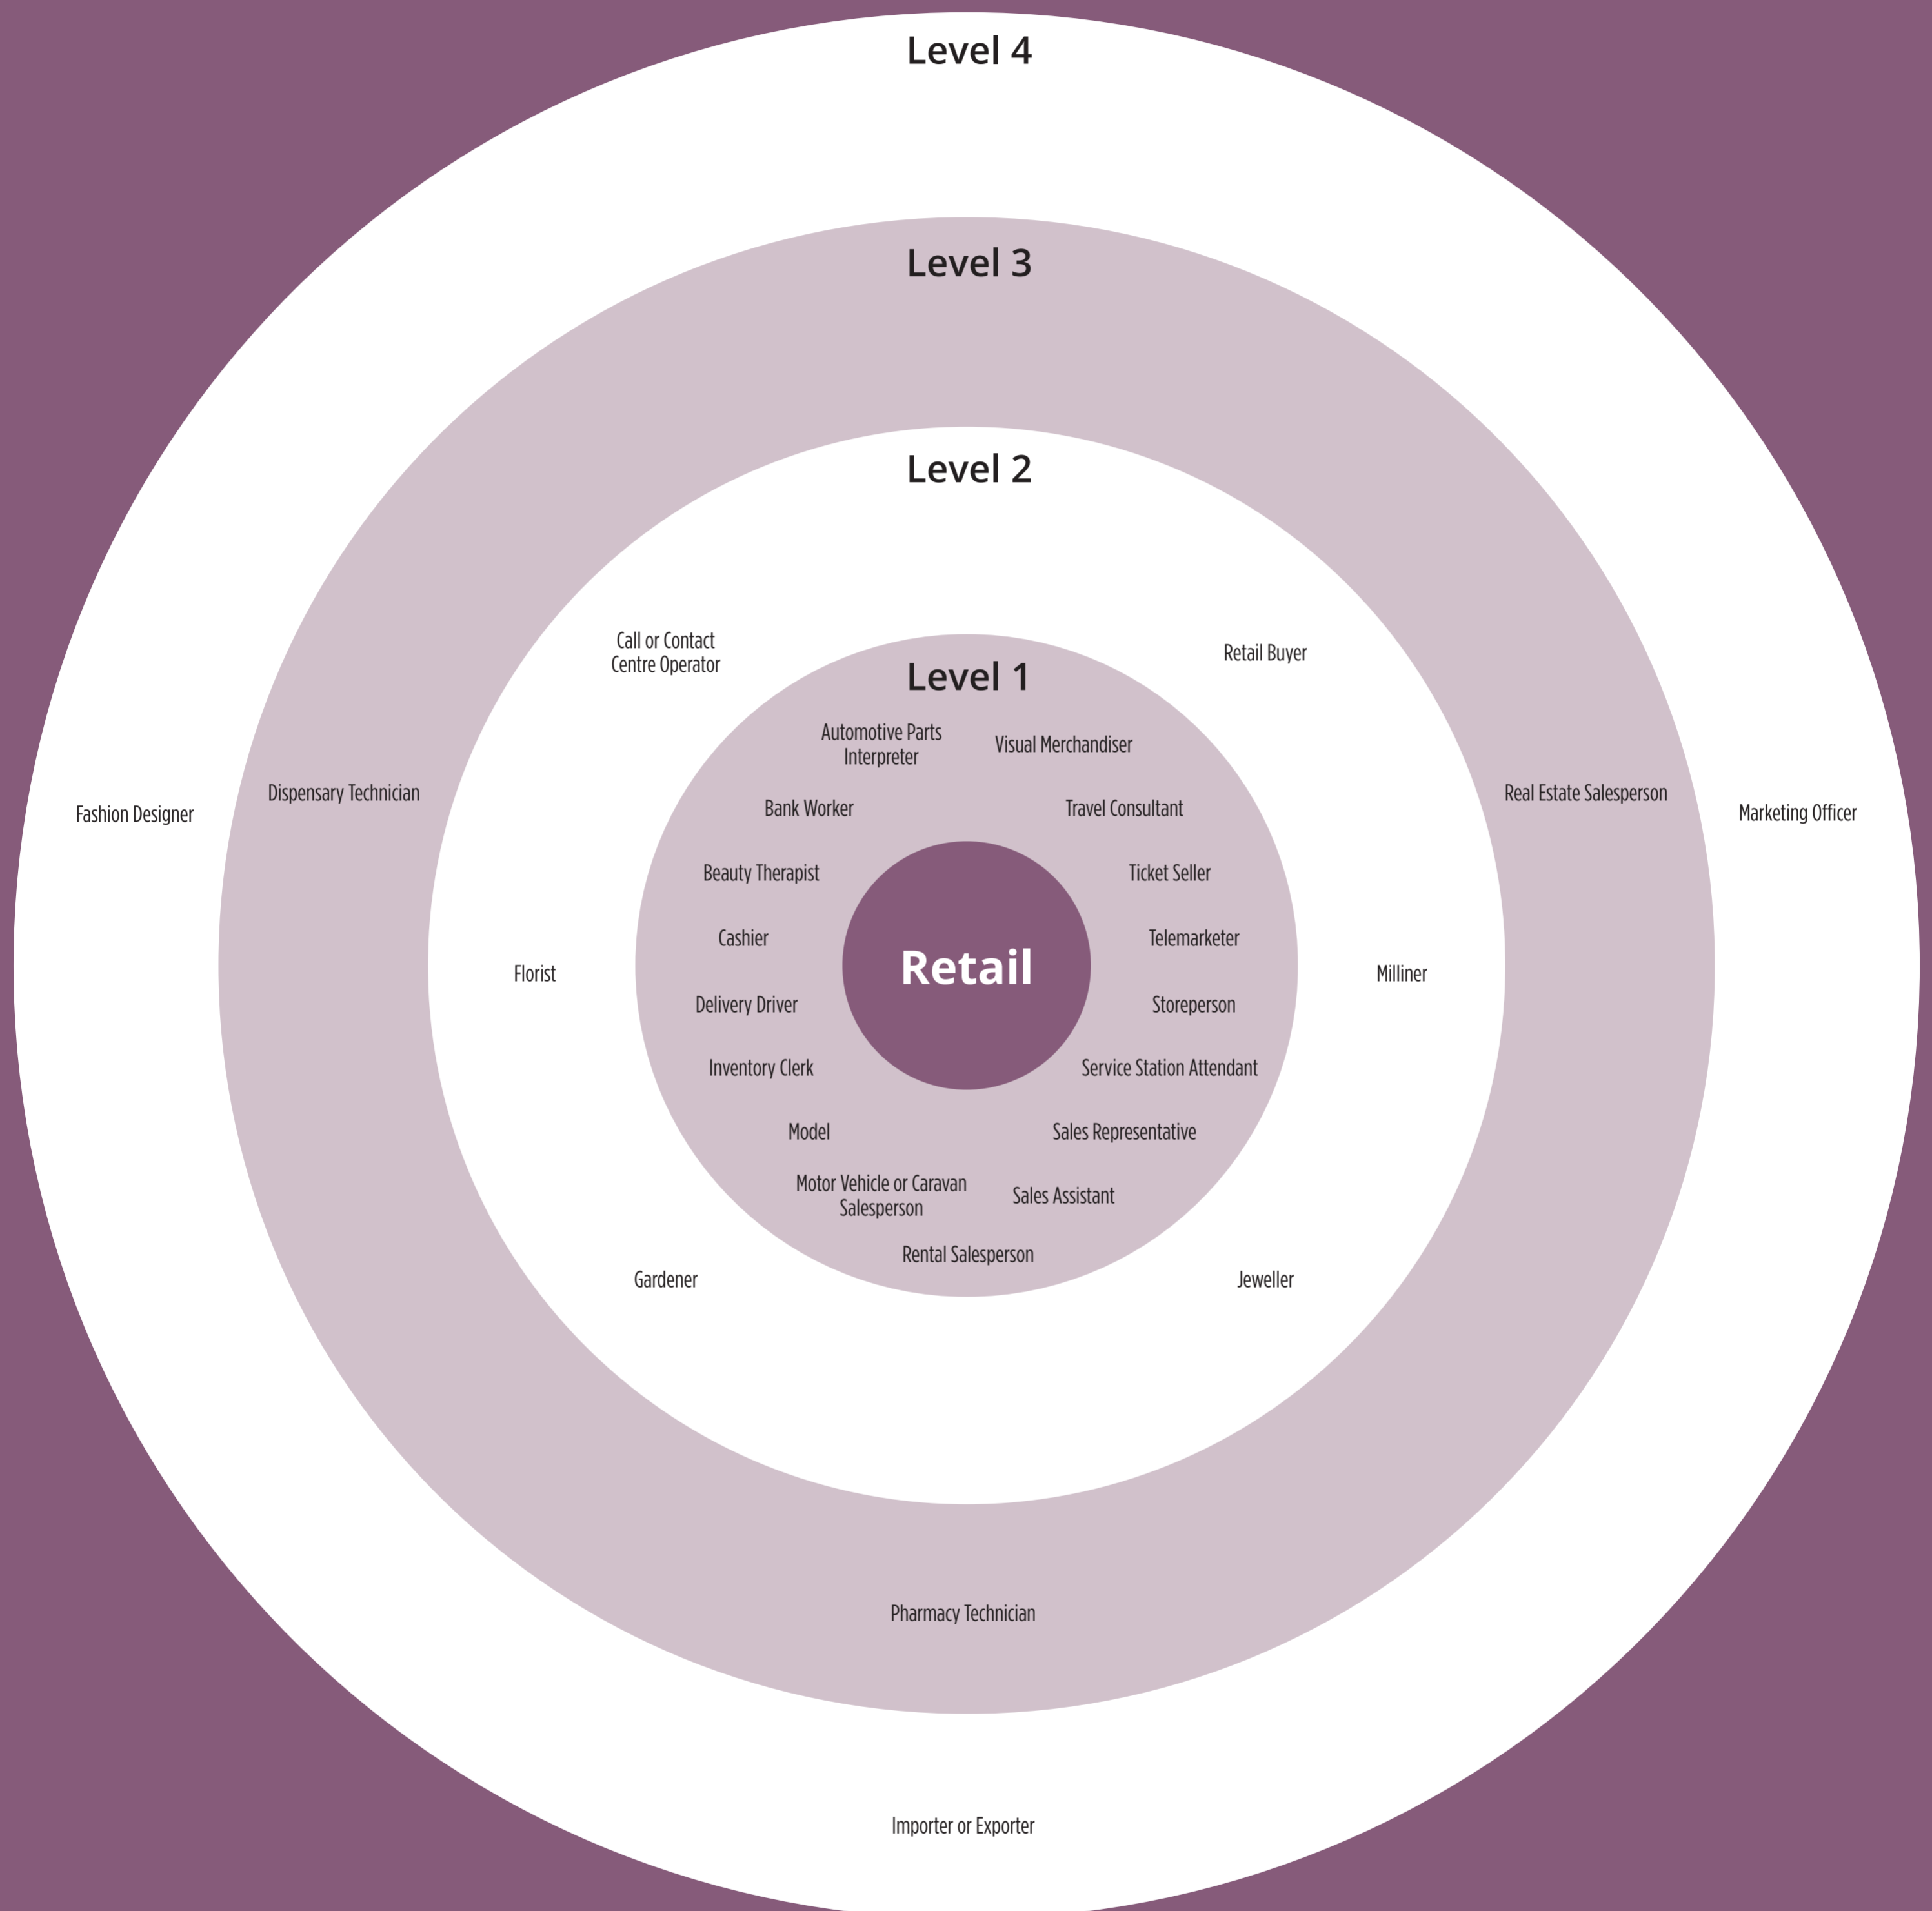 Level 4
Level 3
Level 2
Call or Contact
Centre Operator
Retail Buyer
Level 1
Automotive Parts
Interpreter
Visual Merchandiser
Bank Worker
Travel Consultant
Dispensary Technician
Real Estate Salesperson
Fashion Designer
Marketing Officer
Beauty Therapist
Ticket Seller
Cashier
Telemarketer
Retail
Florist
Milliner
Delivery Driver
Storeperson
Inventory Clerk
Service Station Attendant
Model
Sales Representative
Motor Vehicle or Caravan
Salesperson
Sales Assistant
Rental Salesperson
Gardener
Jeweller
Pharmacy Technician
Importer or Exporter